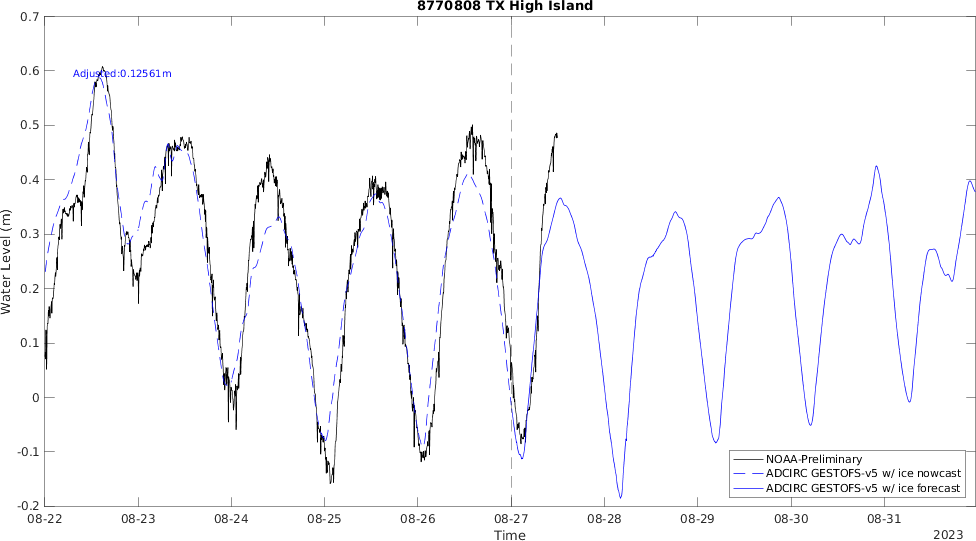 8770808 TX High Island
0.7
0.6
0.5
0.4
0.3
0.2
0.1
0
-0.1
-0.2
Water Level (m)
Adjusted:0.12561m
NOAA-Preliminary
ADCIRC GESTOFS-v5 w/ ice nowcast
ADCIRC GESTOFS-v5 w/ ice forecast
08-22 08-23 08-24 08-25 08-26 08-27 08-28 08-29 08-30 08-31
Time
2023